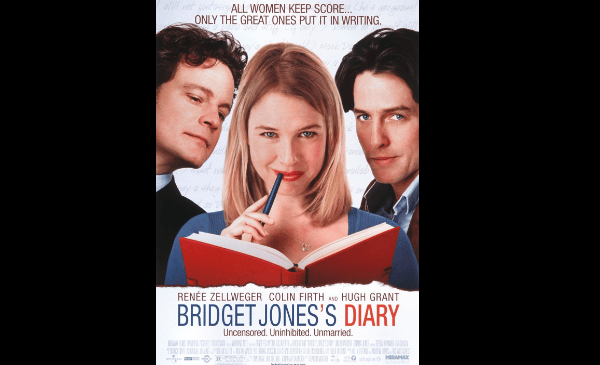 ALL WOMEN KEEP SCORE...
ONLY THE GREAT ONES PUT IT IN WRITING.
RENÉE ZELLWEGER COLIN FIRTH AND HUGH GRANT
BRIDGET JONES'S DIARY
Uncensored. Uninhibited. Unmarried.
MIRAMAX